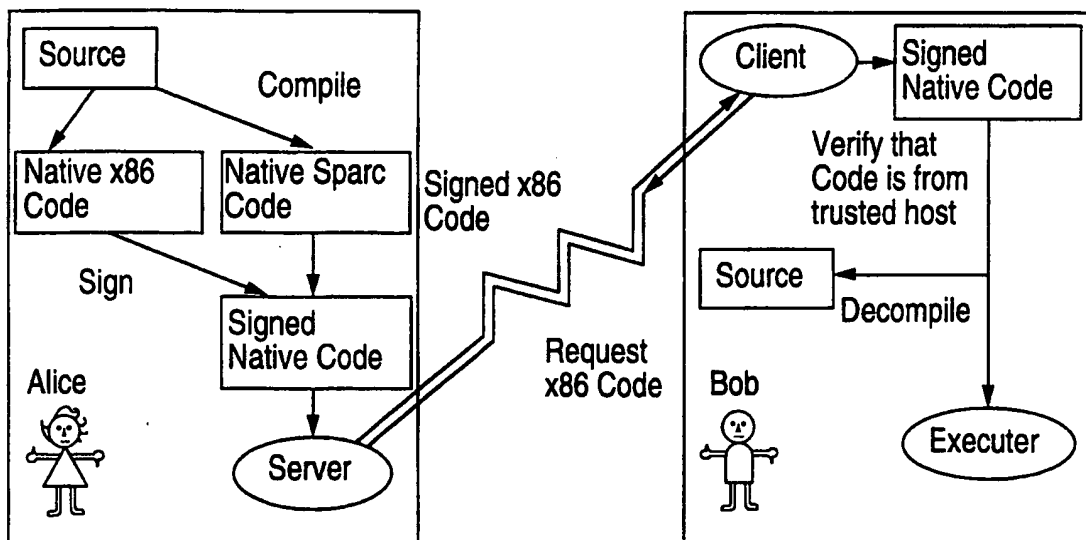 Source
Compile
Native x86
Code
Native Sparc
Code
Sign
Signed
Native Code
Alice
Server
Signed x86
Code
Request
x86 Code
Client
Signed
Native Code
Verify that
Code is from
trusted host
Source
Decompile
Bob
Executer